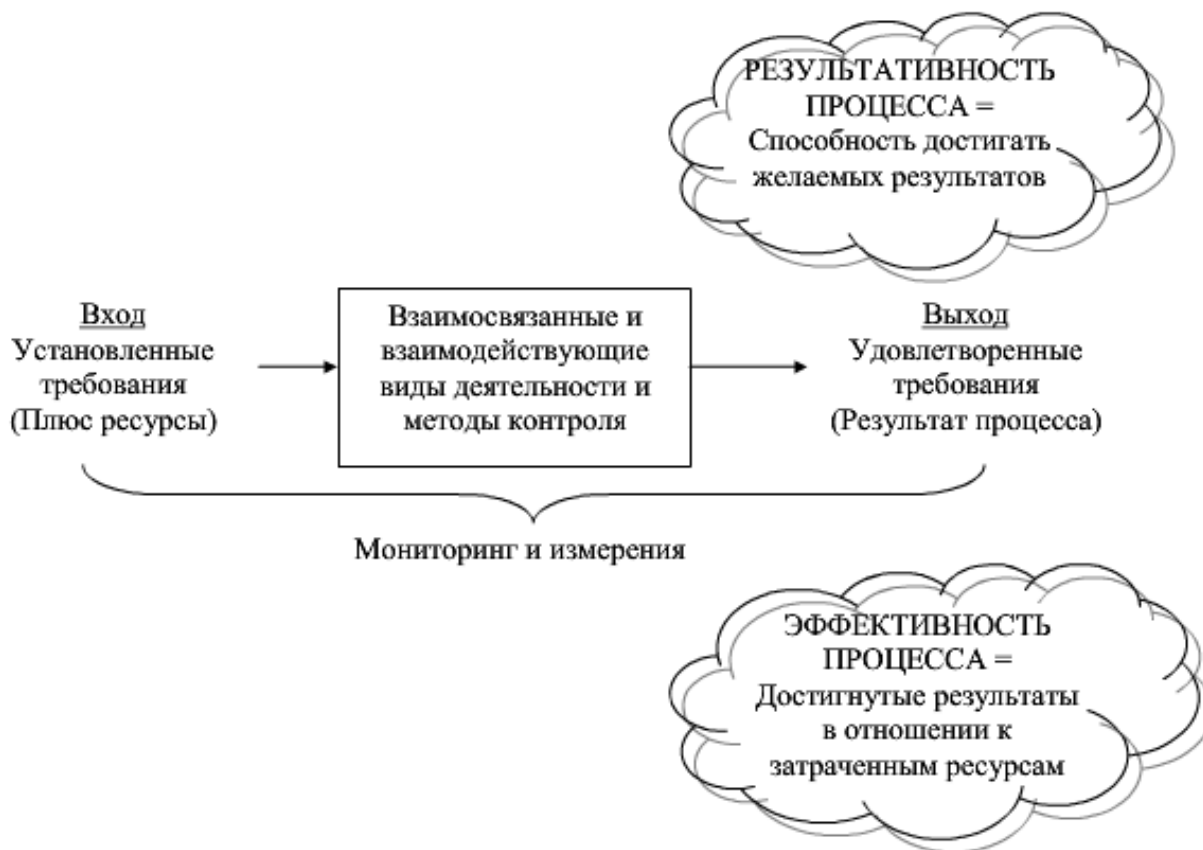 РЕЗУЛЬТАТИВНОСТЬ
ПРОЦЕССА =
Способность достигать
желаемых результатов
Вход
Установленные
требования
(Плюс ресурсы)
Взаимосвязанные и
взаимодействующие
виды деятельности и
методы контроля
Выход
Удовлетворенные
требования
(Результат процесса)
Мониторинг и измерения
ЭФФЕКТИВНОСТЬ
ПРОЦЕССА =
Достигнутые результаты
в отношении к
затраченным ресурсам